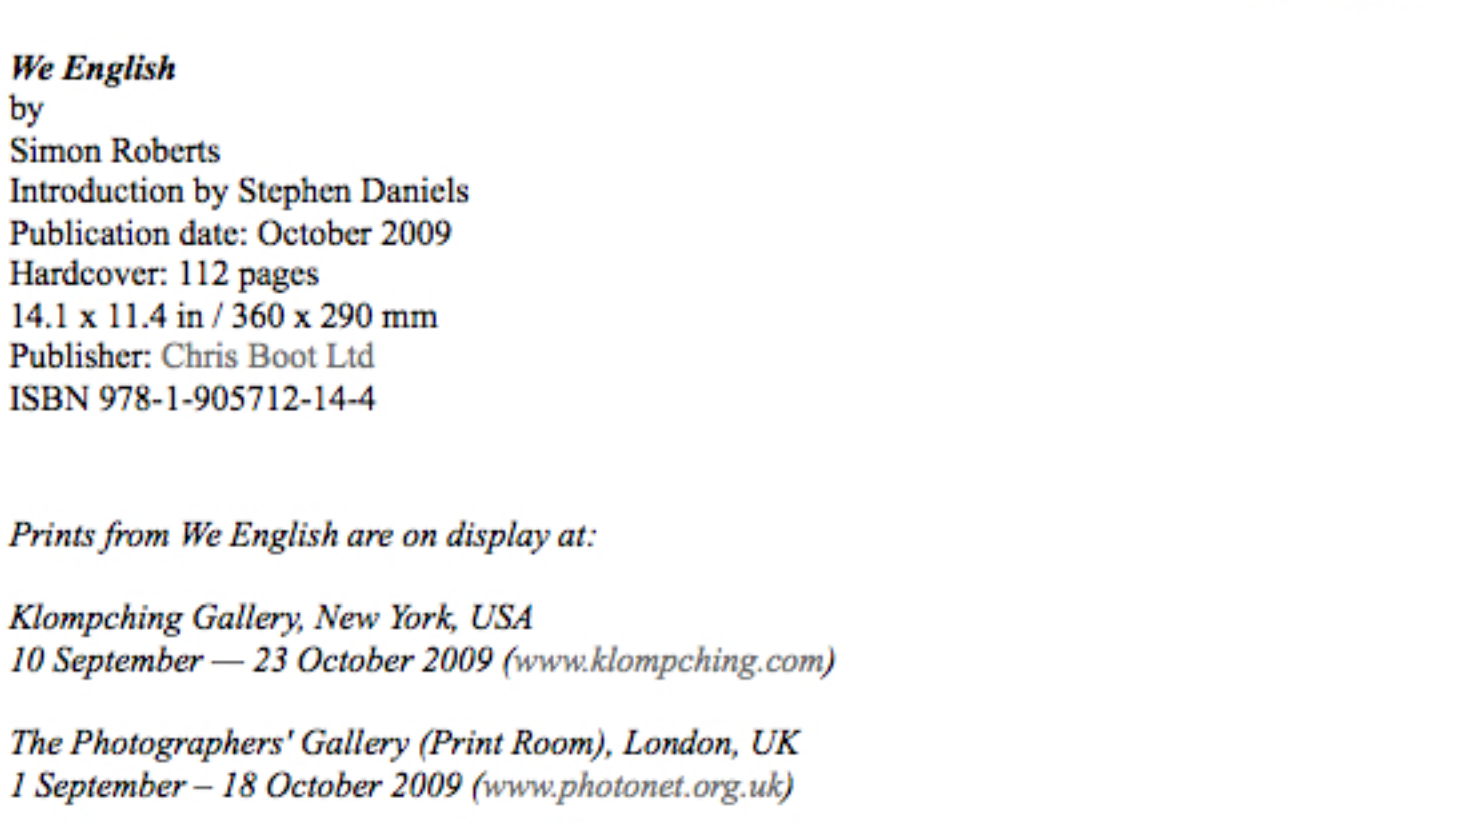 We English
by
Simon Roberts
Introduction by Stephen Daniels
Publication date: October 2009
Hardcover: 112 pages
14.1 x 11.4 in / 360 x 290 mm
Publisher: Chris Boot Ltd
ISBN 978-1-905712-14-4
Prints from We English are on display at:
Klompching Gallery, New York, USA
10 September — 23 October 2009 (www.klompching.com)
The Photographers' Gallery (Print Room), London, UK
1 September – 18 October 2009 (www.photonet.org.uk)